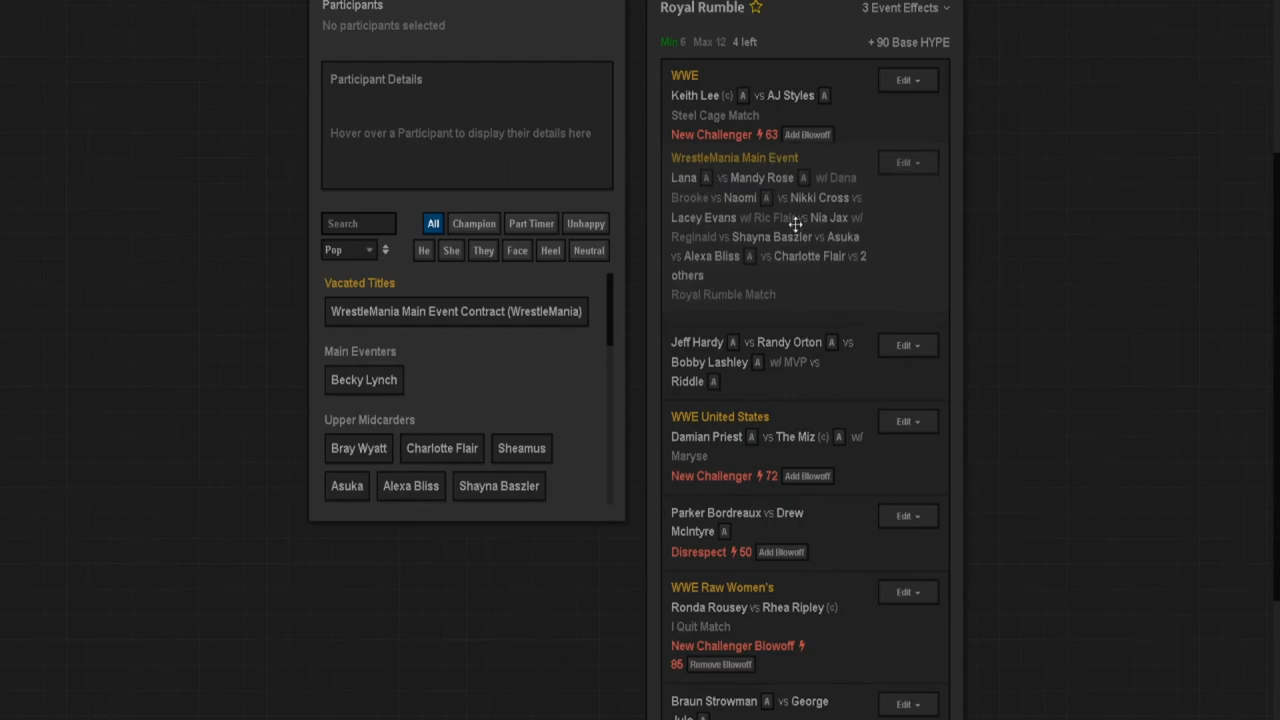 Participants
No participants selected
Participant Details
Hover over a Participant to display their details here
Search
All Champion Part Timer Unhappy
Pop
He She They Face Heel Neutral
Vacated Titles
WrestleMania Main Event Contract (WrestleMania)
Main Eventers
Becky Lynch
Upper Midcarders
Bray Wyatt Charlotte Flair Sheamus
Asuka Alexa Bliss Shayna Baszler
Royal Rumble 3 Event Effects
Min 6 Max 12 4 left + 90 Base HYPE
WWE Edit
Keith Lee (c) A vs AJ Styles A
Steel Cage Match
New Challenger 63 Add Blowoff
WrestleMania Main Event Edit
Lana A vs Mandy Rose A w/ Dana
Brooke vs Naomi A vs Nikki Cross vs
Lacey Evans w/ Ric Flair vs Nia Jax w/
Reginald vs Shayna Baszler vs Asuka
vs Alexa Bliss A vs Charlotte Flair vs 2
others
Royal Rumble Match
Jeff Hardy A vs Randy Orton A vs Edit
Bobby Lashley A w/ MVP vs
Riddle A
WWE United States Edit
Damian Priest A vs The Miz (c) A w/
Maryse
New Challenger 72 Add Blowoff
Parker Bordreaux vs Drew Edit
McIntyre A
Disrespect 50 Add Blowoff
WWE Raw Women's Edit
Ronda Rousey vs Rhea Ripley (c)
I Quit Match
New Challenger Blowoff
85 Remove Blowoff
Braun Strowman A vs George Edit